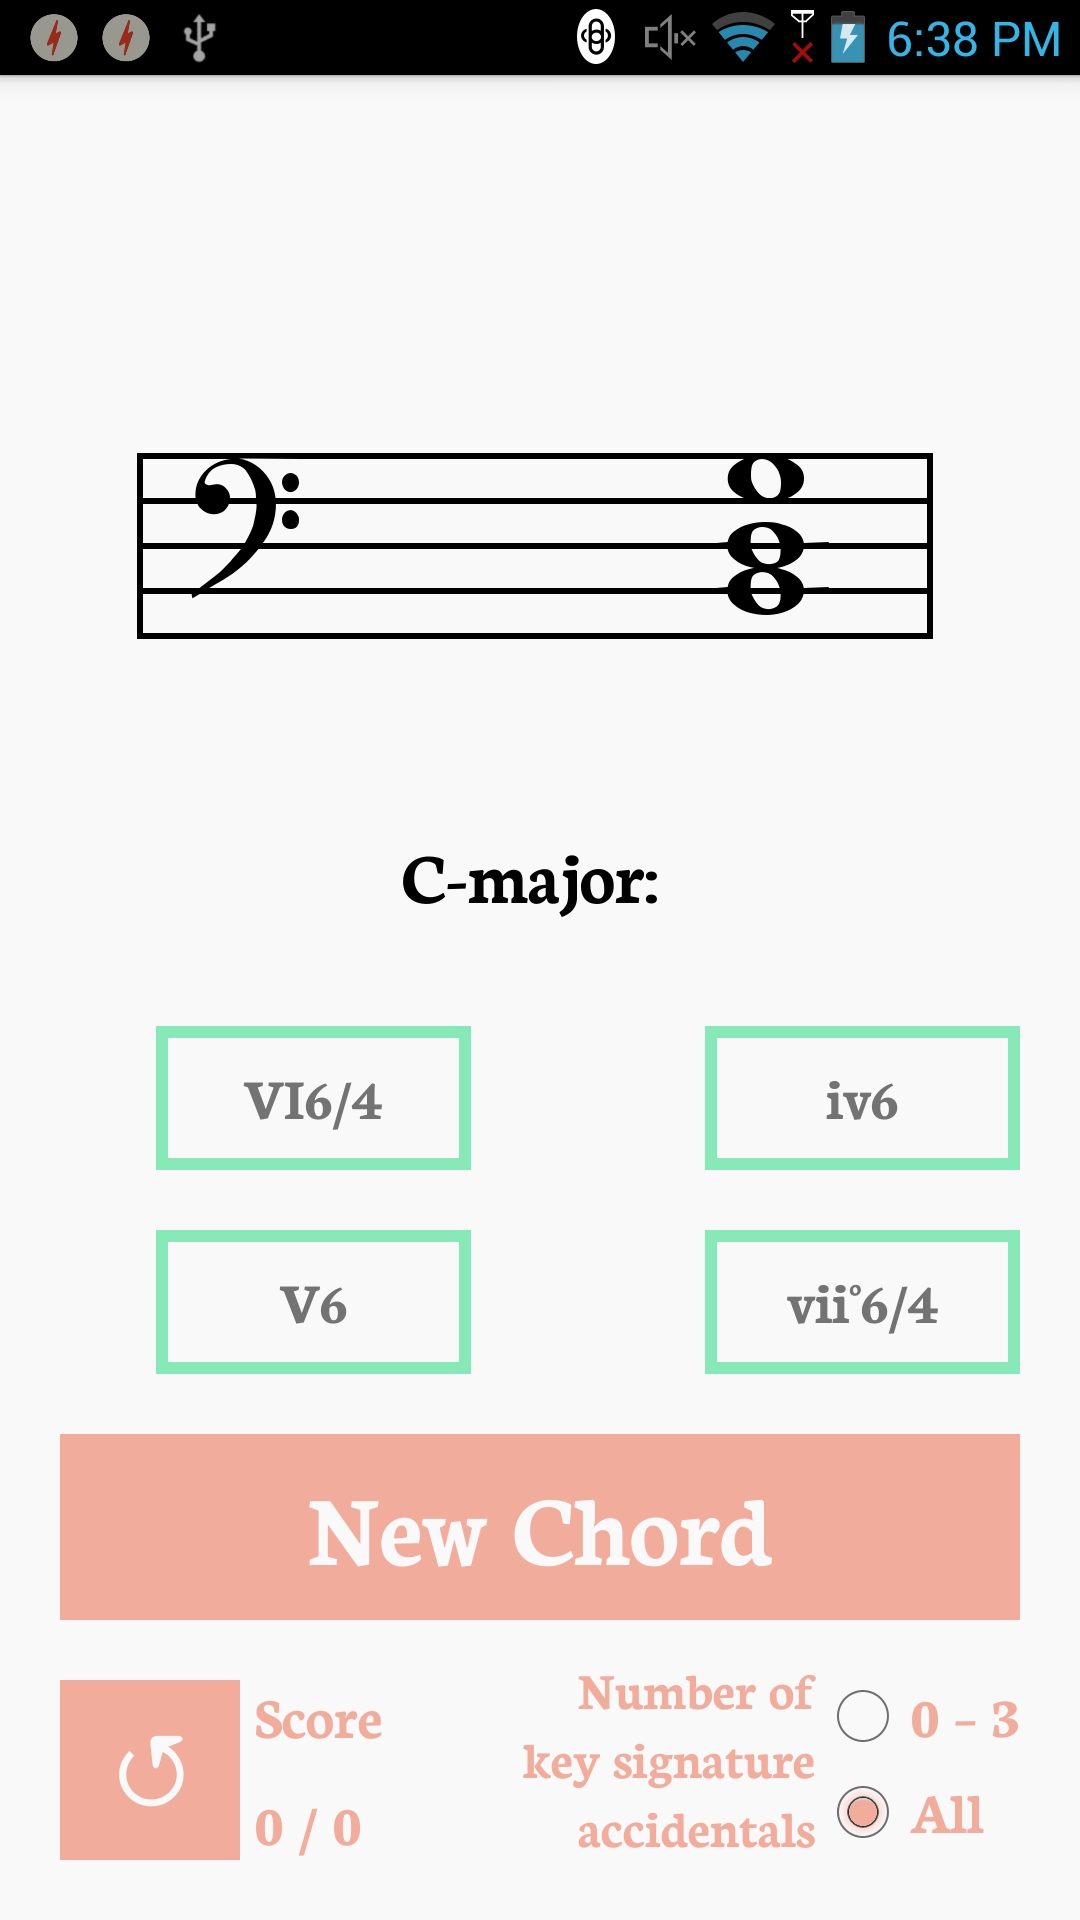 6:38 PM
C-major:
VI6/4
iv6
V6
vii°6/4
New Chord
Score
0 / 0
Number of
key signature
accidentals
0 – 3
All